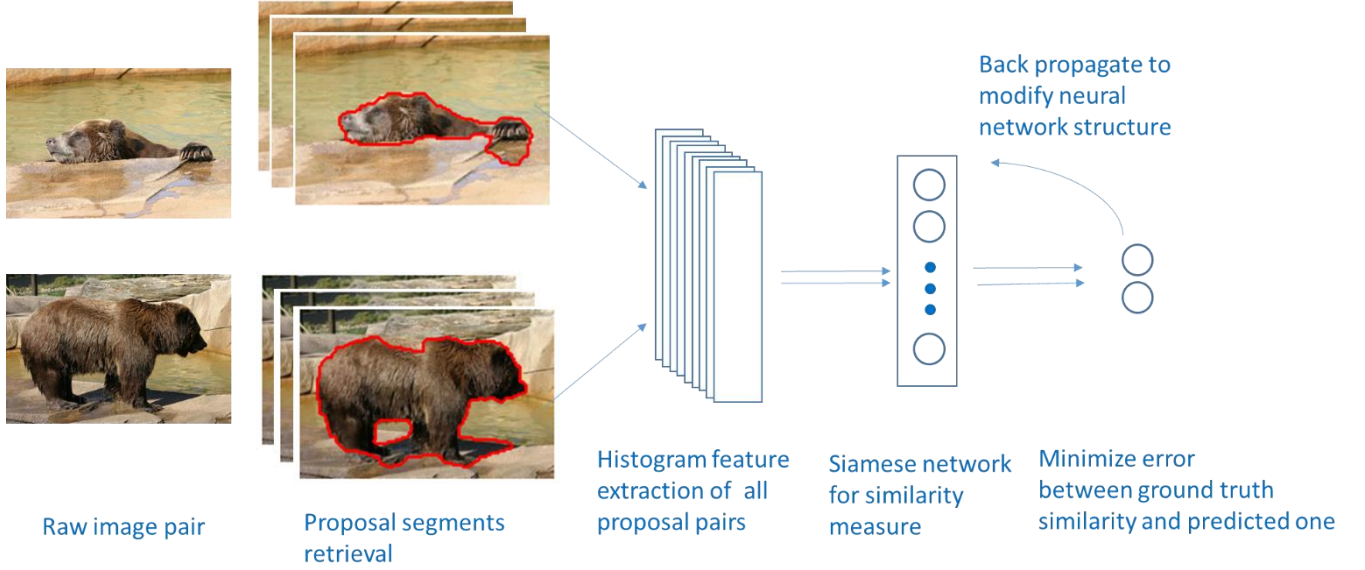 Back propagate to
modify neural
network structure
Raw image pair
Proposal segments
retrieval
Histogram feature
extraction of all
proposal pairs
Siamese network
for similarity
measure
Minimize error
between ground truth
similarity and predicted one